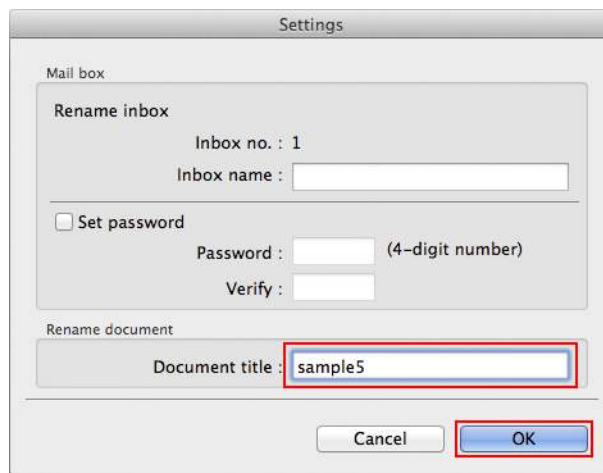 Settings
Mail box
Rename inbox
Inbox no. : 1
Inbox name :
Set password
Password : (4-digit number)
Verify :
Rename document
Document title : sample5
Cancel OK